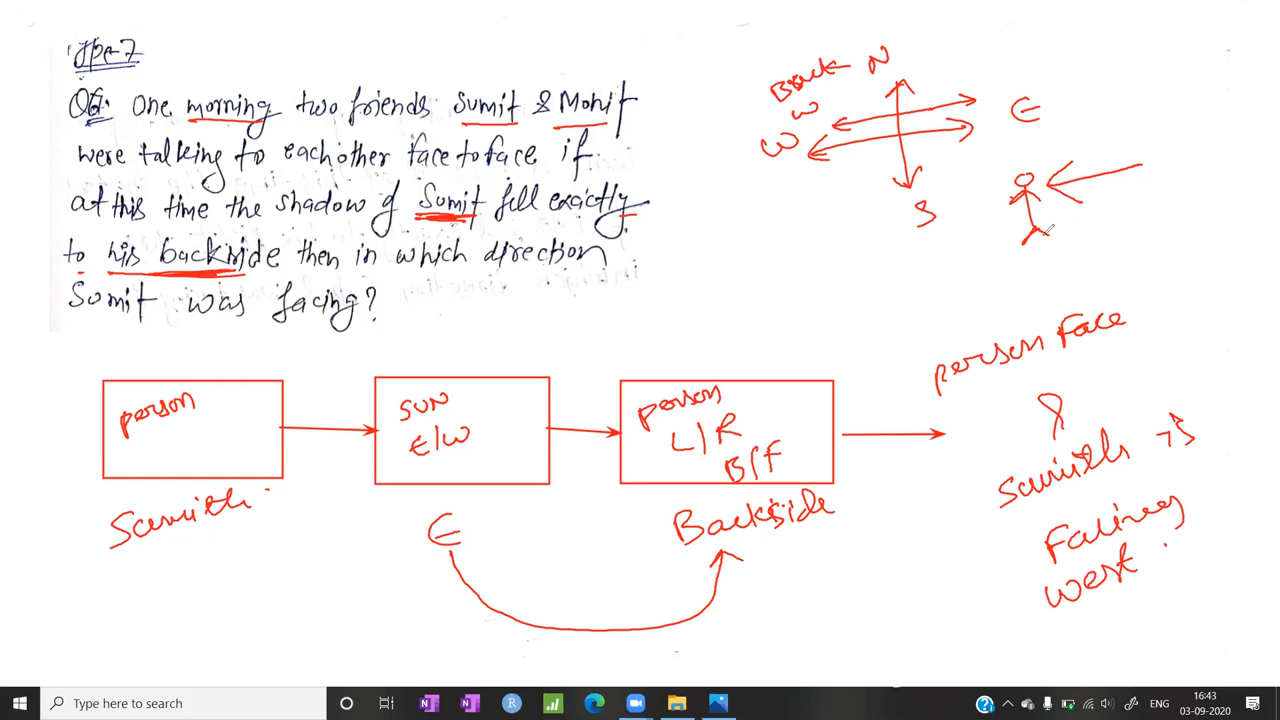 Type-7
Q6. One morning two friends Sumit & Mohit
were talking to each other face to face if
at this time the shadow of Sumit fell exactly
to his backside then in which direction
Sumit was facing?
Back N
W
W E
S
person
SUN
E/W
person
L/R
B/F
person Face
Samith
E
Backside
Samith is
Facing
west.
Type here to search
ENG
16:43
03-09-2020